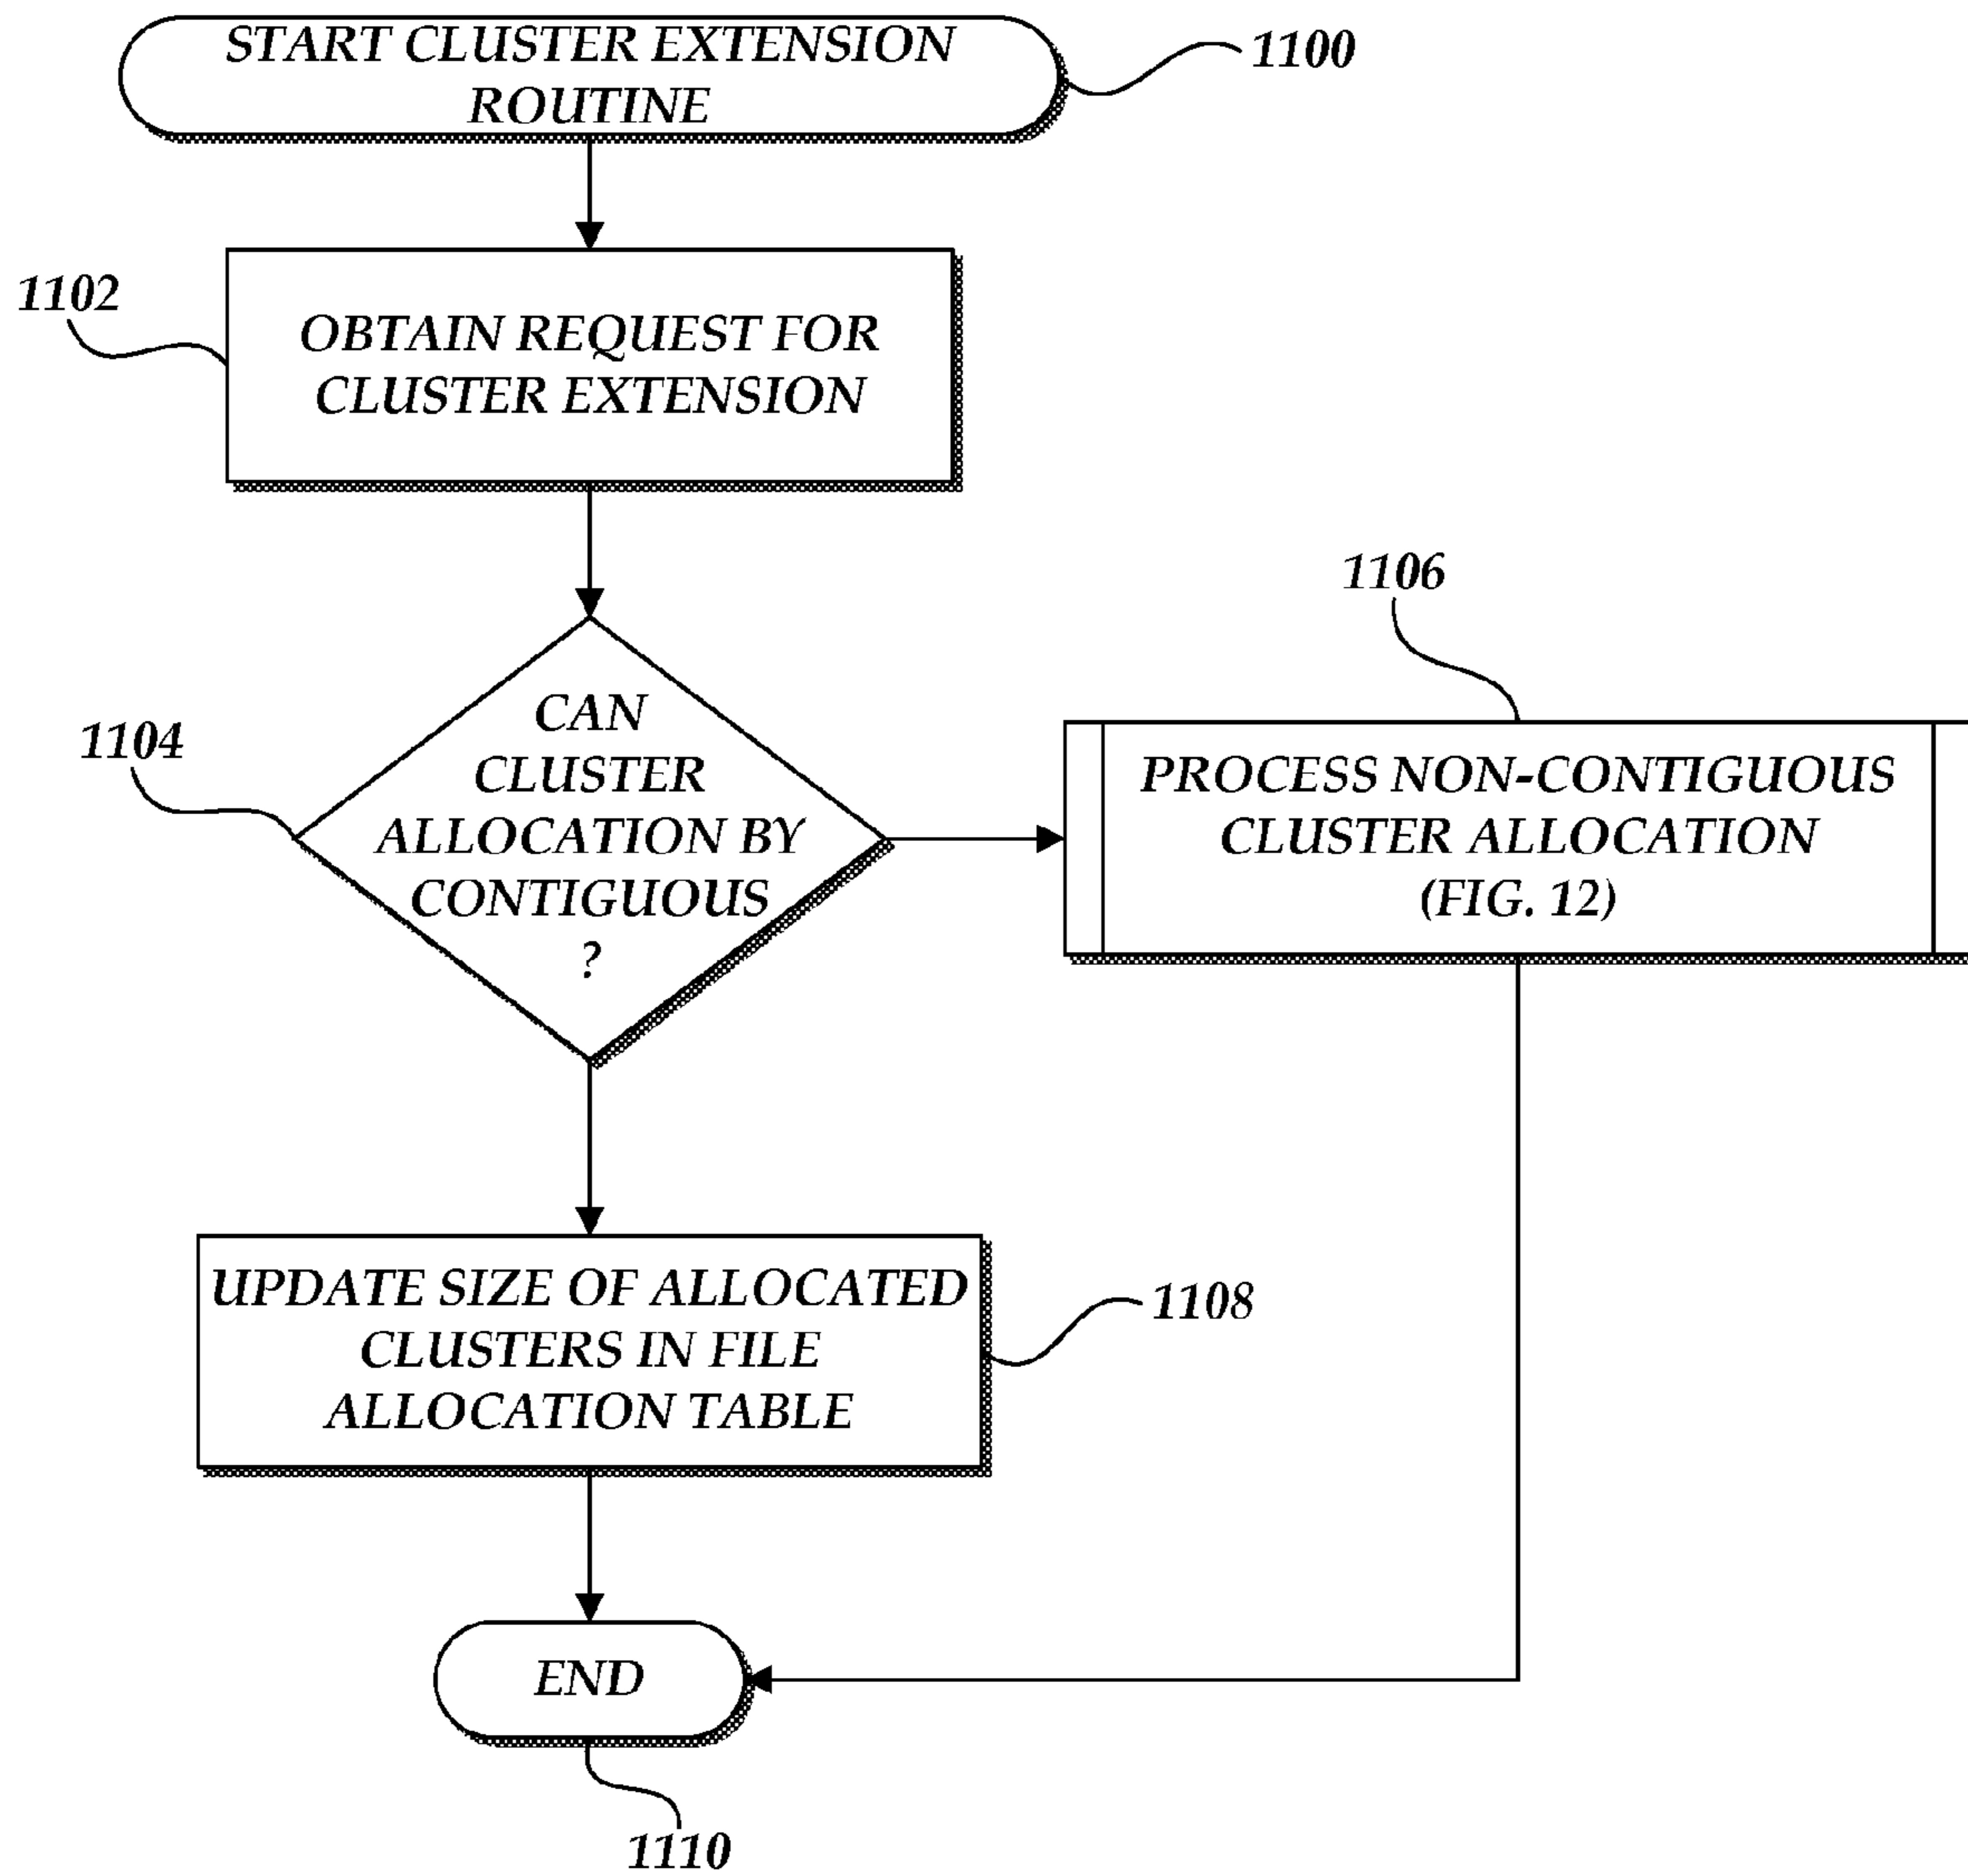 START CLUSTER EXTENSION
ROUTINE
1100
1102
OBTAIN REQUEST FOR
CLUSTER EXTENSION
1104
CAN
CLUSTER
ALLOCATION BY
CONTIGUOUS
?
1106
PROCESS NON-CONTIGUOUS
CLUSTER ALLOCATION
(FIG. 12)
UPDATE SIZE OF ALLOCATED
CLUSTERS IN FILE
ALLOCATION TABLE
1108
END
1110